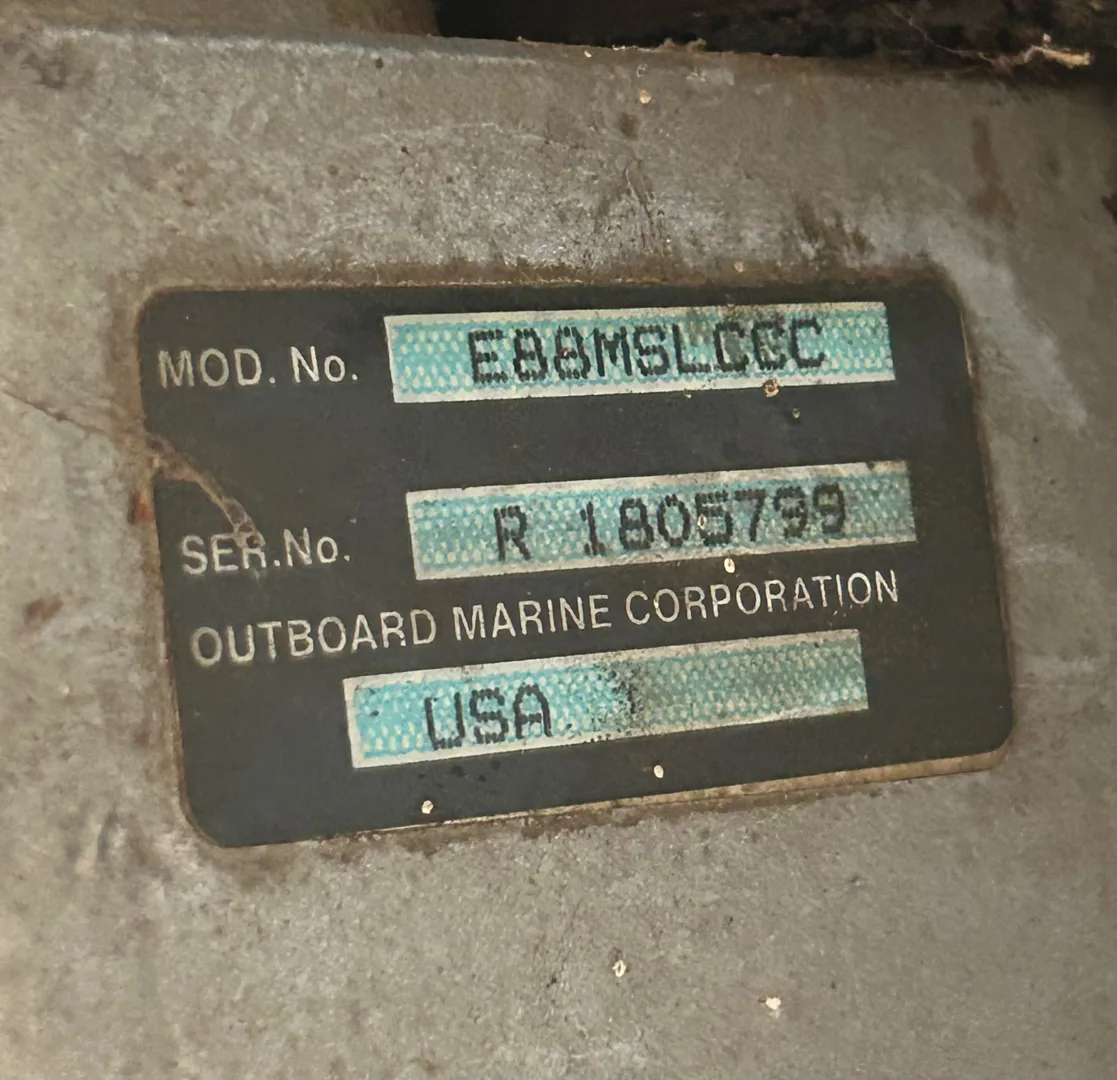 MOD. No. E88MSLCCC
SER.No. R 1805799
OUTBOARD MARINE CORPORATION
USA